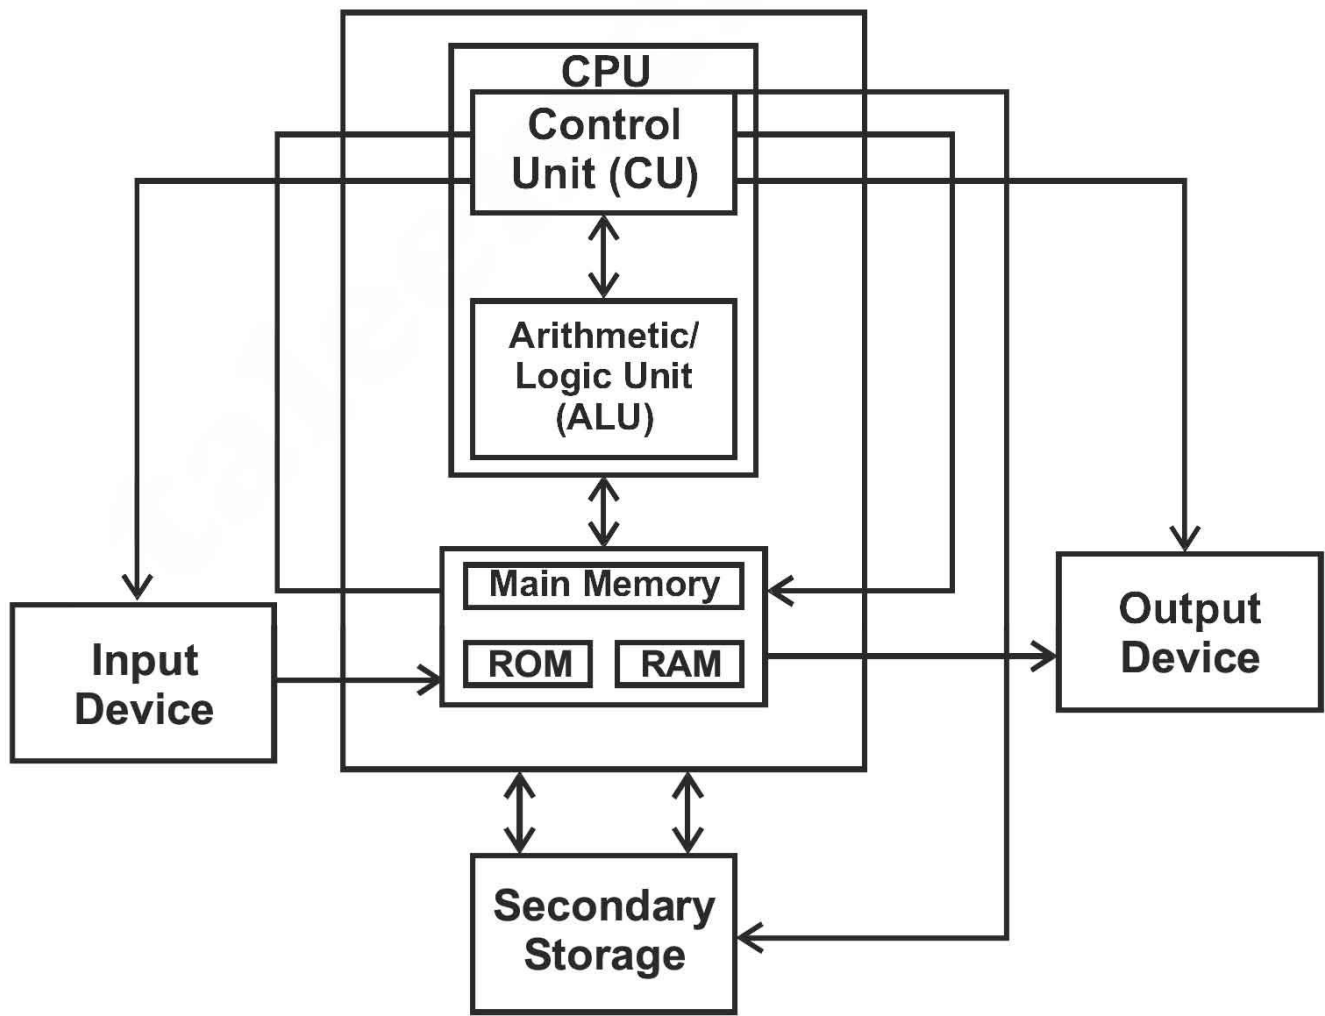 CPU
Control
Unit (CU)
Arithmetic/
Logic Unit
(ALU)
Main Memory
ROM
RAM
Input
Device
Output
Device
Secondary
Storage